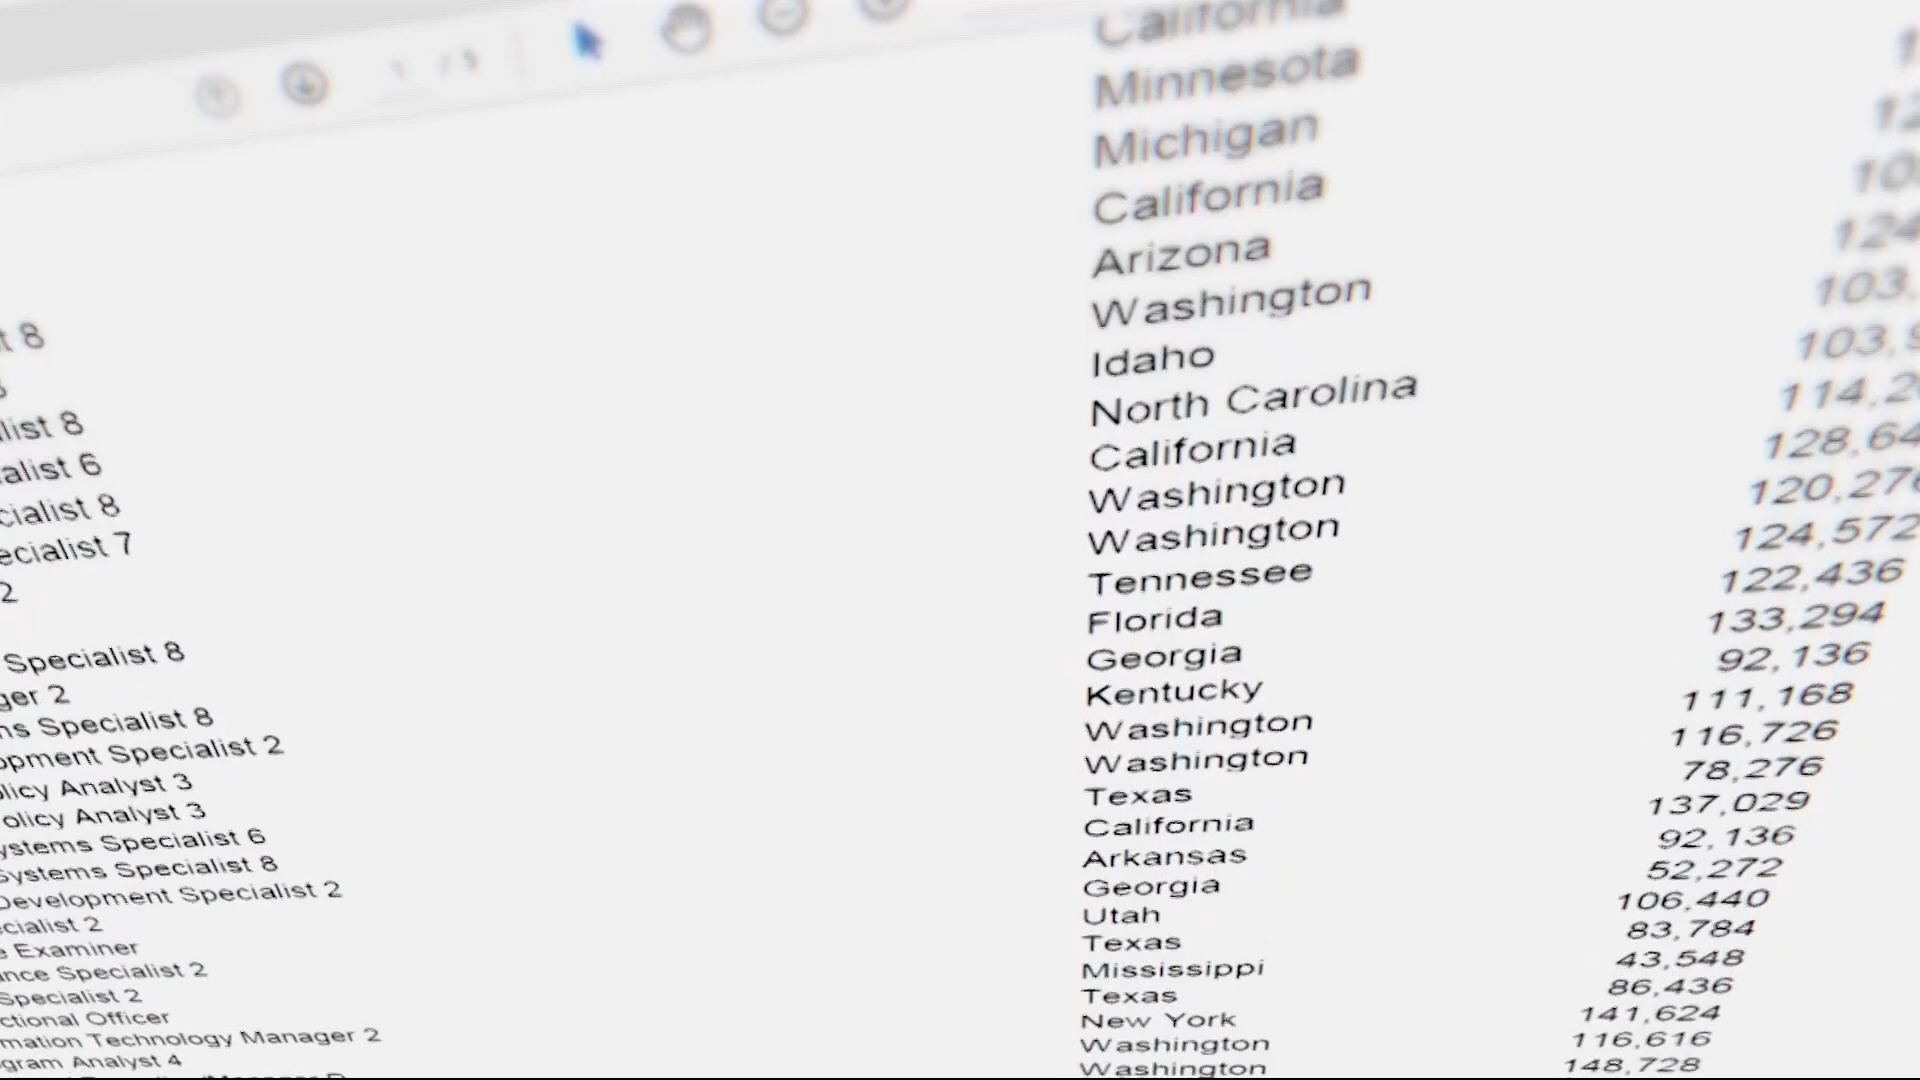 California
Minnesota
Michigan
California
Arizona
Washington
t 8 Idaho
North Carolina
list 8 California 128,64
alist 6 Washington 120,276
cialist 8 Washington 124,572
ecialist 7 Tennessee 122,436
2 Florida 133,294
Georgia 92,136
Specialist 8 Kentucky 111,168
ger 2 Washington 116,726
ns Specialist 8 Washington 78,276
opment Specialist 2 Texas 137,029
olicy Analyst 3 California 92,136
olicy Analyst 3 Arkansas 52,272
ystems Specialist 6 Georgia 106,440
Systems Specialist 8 Utah 83,784
Development Specialist 2 Texas 43,548
cialist 2 Mississippi 86,436
e Examiner Texas 141,624
ance Specialist 2 New York 116,616
Specialist 2 Washington 148,728
ctional Officer Washington
mation Technology Manager 2
ogram Analyst 4